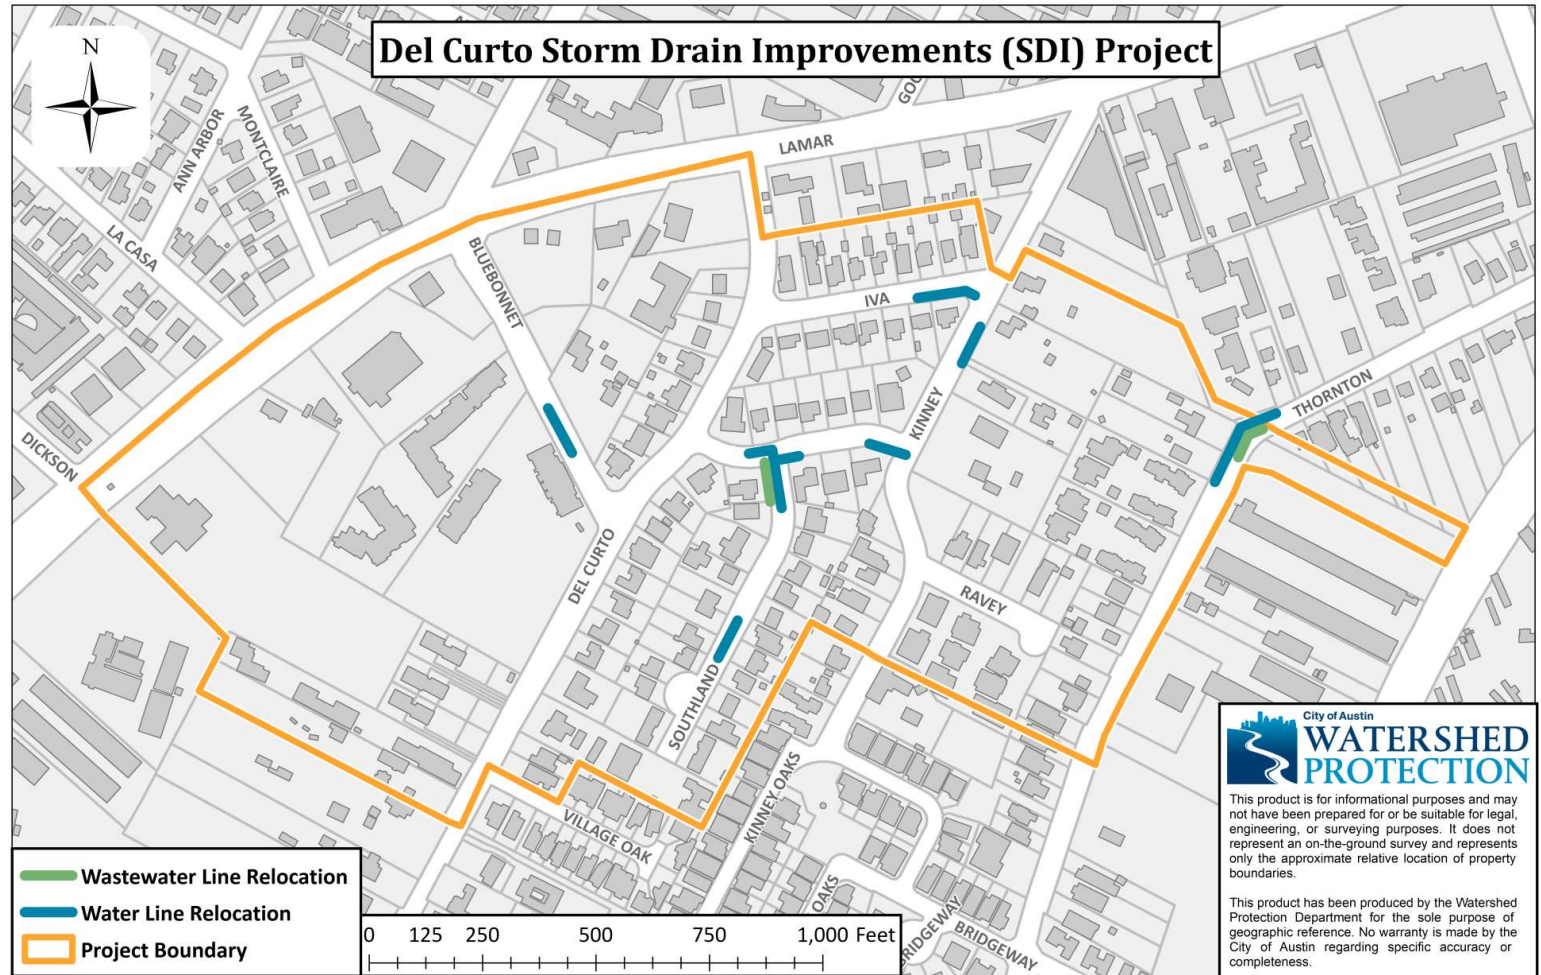 Del Curto Storm Drain Improvements (SDI) Project
N
GOO
LAMAR
ANN ARBOR
MONTCLAIRE
LA CASA
BLUEBONNET
IVA
KINNEY
THORNTON
DICKSON
DEL CURTO
RAVEY
SOUTHLAND
KINNEY OAKS
VILLAGE OAK
OAKS
BRIDGEWAY
BRIDGEWAY
Wastewater Line Relocation
Water Line Relocation
Project Boundary
0 125 250 500 750 1,000 Feet
City of Austin
WATERSHED
PROTECTION
This product is for informational purposes and may
not have been prepared for or be suitable for legal,
engineering, or surveying purposes. It does not
represent an on-the-ground survey and represents
only the approximate relative location of property
boundaries.
This product has been produced by the Watershed
Protection Department for the sole purpose of
geographic reference. No warranty is made by the
City of Austin regarding specific accuracy or
completeness.